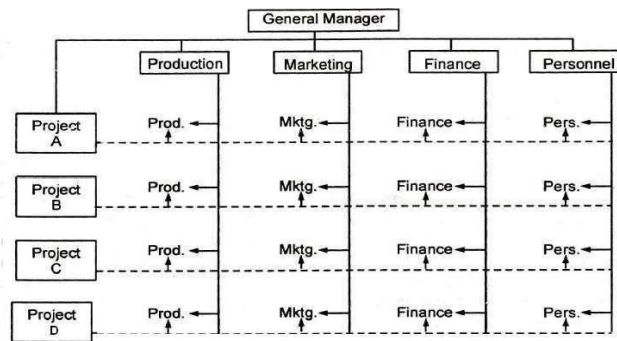 General Manager
Production Marketing Finance Personnel
Project
A
Prod. Mktg. Finance Pers.
Project
B
Prod. Mktg. Finance Pers.
Project
C
Prod. Mktg. Finance Pers.
Project
D
Prod. Mktg. Finance Pers.